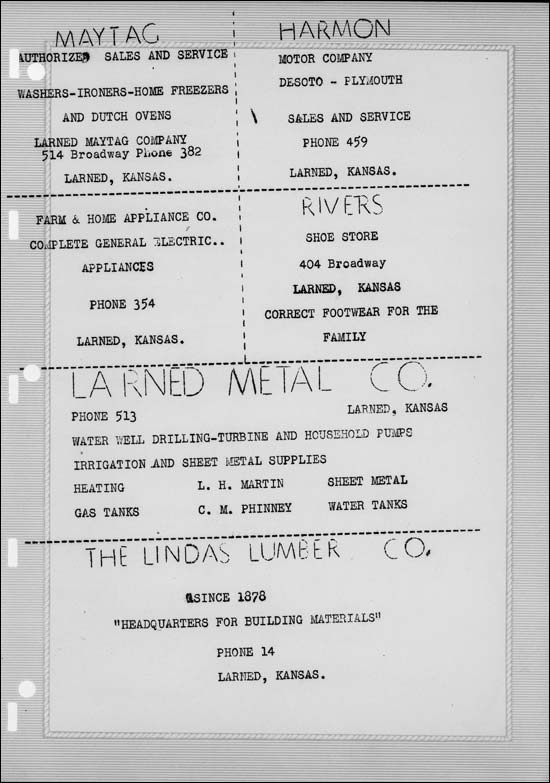 MAYTAG
AUTHORIZED SALES AND SERVICE
WASHERS-IRONERS-HOME FREEZERS
AND DUTCH OVENS
LARNED MAYTAG COMPANY
514 Broadway Phone 382
LARNED, KANSAS.
HARMON
MOTOR COMPANY
DESOTO - PLYMOUTH
SALES AND SERVICE
PHONE 459
LARNED, KANSAS.
FARM & HOME APPLIANCE CO.
COMPLETE GENERAL ELECTRIC..
APPLIANCES
PHONE 354
LARNED, KANSAS.
RIVERS
SHOE STORE
404 Broadway
LARNED, KANSAS
CORRECT FOOTWEAR FOR THE
FAMILY
LARNED METAL CO.
PHONE 513 LARNED, KANSAS
WATER WELL DRILLING-TURBINE AND HOUSEHOLD PUMPS
IRRIGATION AND SHEET METAL SUPPLIES
HEATING L. H. MARTIN SHEET METAL
GAS TANKS C. M. PHINNEY WATER TANKS
THE LINDAS LUMBER CO.
SINCE 1878
"HEADQUARTERS FOR BUILDING MATERIALS"
PHONE 14
LARNED, KANSAS.